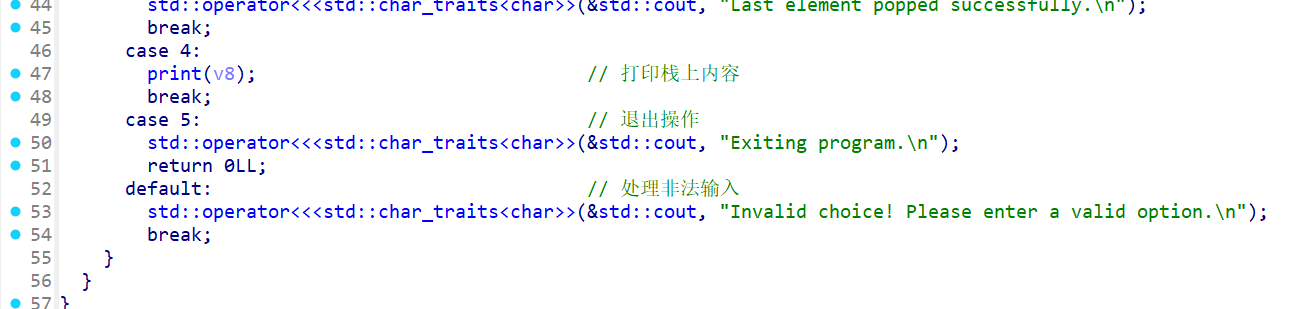 44 std::operator<<<std::char_traits<char>>(&std::cout, "Last element popped successfully.\n");
45 break;
46 case 4:
47 print(v8); // 打印栈上内容
48 break;
49 case 5: // 退出操作
50 std::operator<<<std::char_traits<char>>(&std::cout, "Exiting program.\n");
51 return 0LL;
52 default: // 处理非法输入
53 std::operator<<<std::char_traits<char>>(&std::cout, "Invalid choice! Please enter a valid option.\n");
54 break;
55 }
56 }
57 }